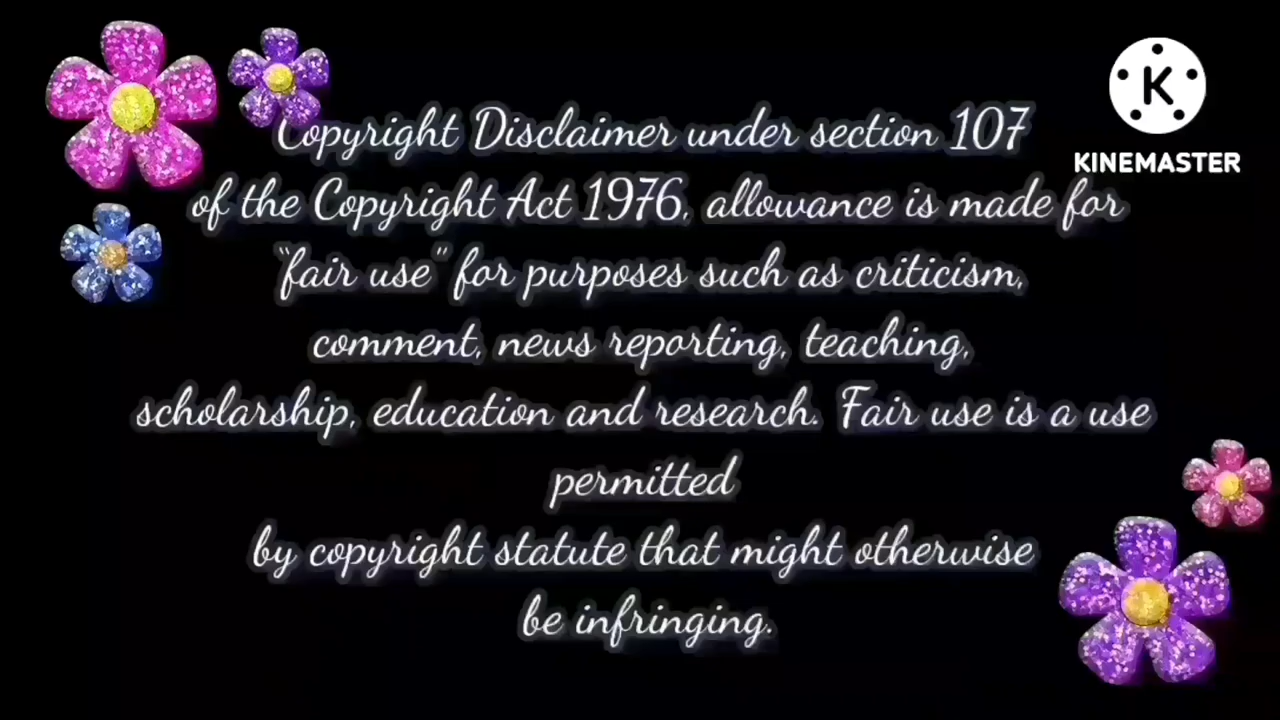 Copyright Disclaimer under section 107
of the Copyright Act 1976, allowance is made for
“fair use” for purposes such as criticism,
comment, news reporting, teaching,
scholarship, education and research. Fair use is a use
permitted
by copyright statute that might otherwise
be infringing.
K
KINEMASTER